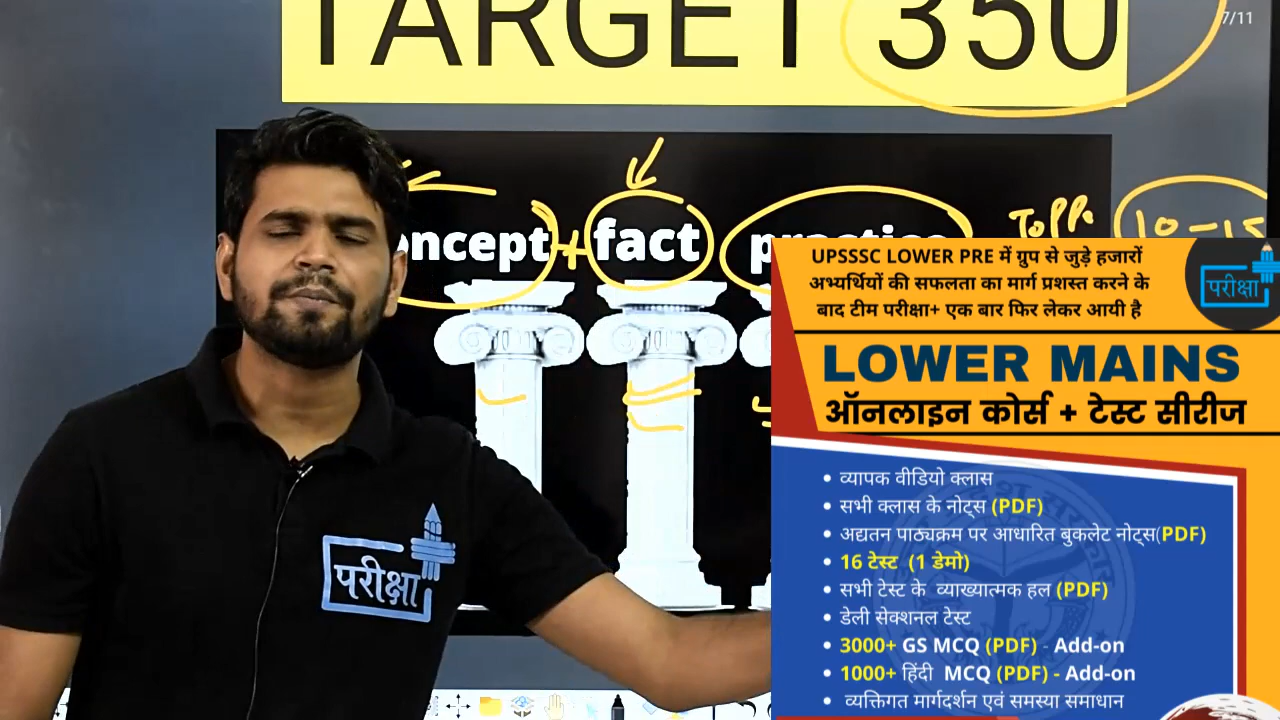 TARGET 350
7/11
oncept + fact
10-15
UPSSSC LOWER PRE में ग्रुप से जुड़े हजारों
अभ्यर्थियों की सफलता का मार्ग प्रशस्त करने के
बाद टीम परीक्षा+ एक बार फिर लेकर आयी है
परीक्षा
LOWER MAINS
ऑनलाइन कोर्स + टेस्ट सीरीज
व्यापक वीडियो क्लास
सभी क्लास के नोट्स (PDF)
अद्यतन पाठ्यक्रम पर आधारित बुकलेट नोट्स(PDF)
16 टेस्ट (1 डेमो)
सभी टेस्ट के व्याख्यात्मक हल (PDF)
डेली सेक्शनल टेस्ट
3000+ GS MCQ (PDF) - Add-on
1000+ हिंदी MCQ (PDF) - Add-on
व्यक्तिगत मार्गदर्शन एवं समस्या समाधान
परीक्षा